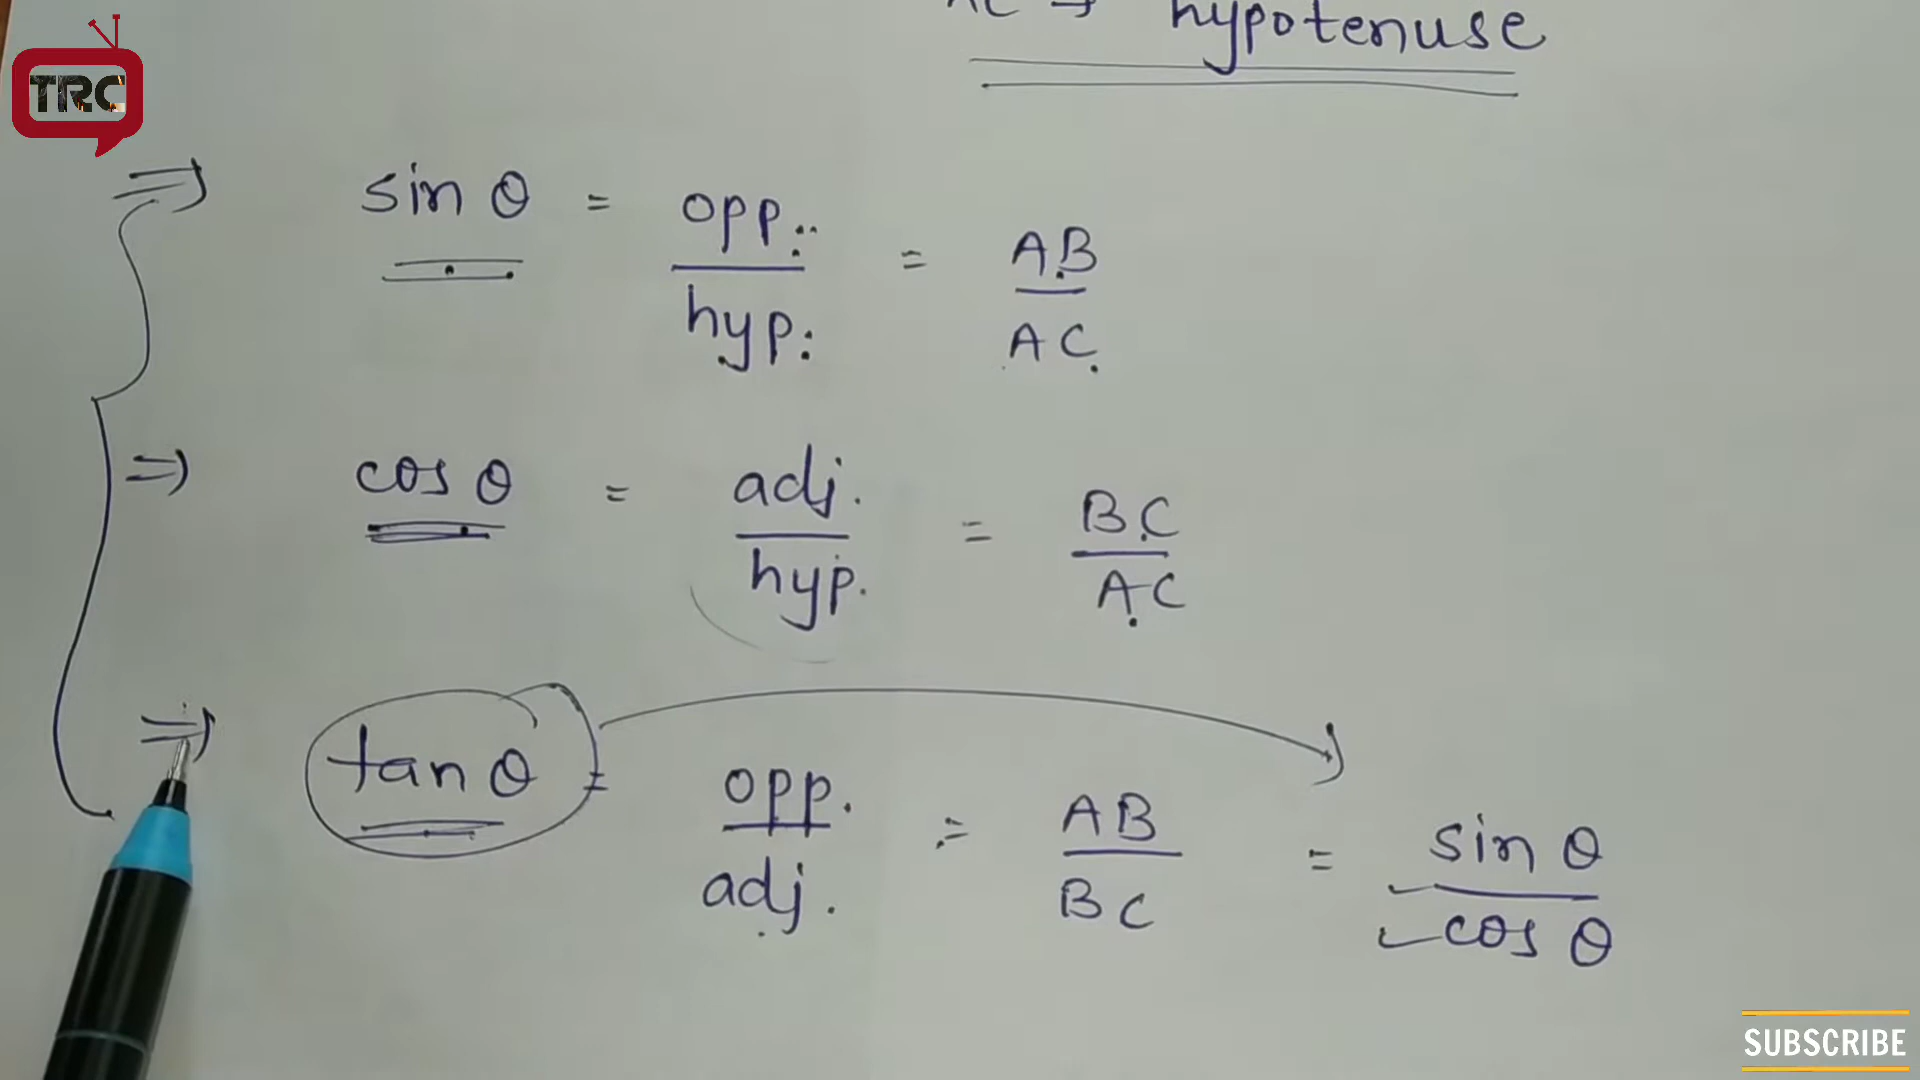 AC → hypotenuse
TRC
⇒ sin θ = opp. / hyp. = AB / AC
⇒ cos θ = adj. / hyp. = BC / AC
⇒ tan θ = opp. / adj. = AB / BC = sin θ / cos θ
SUBSCRIBE